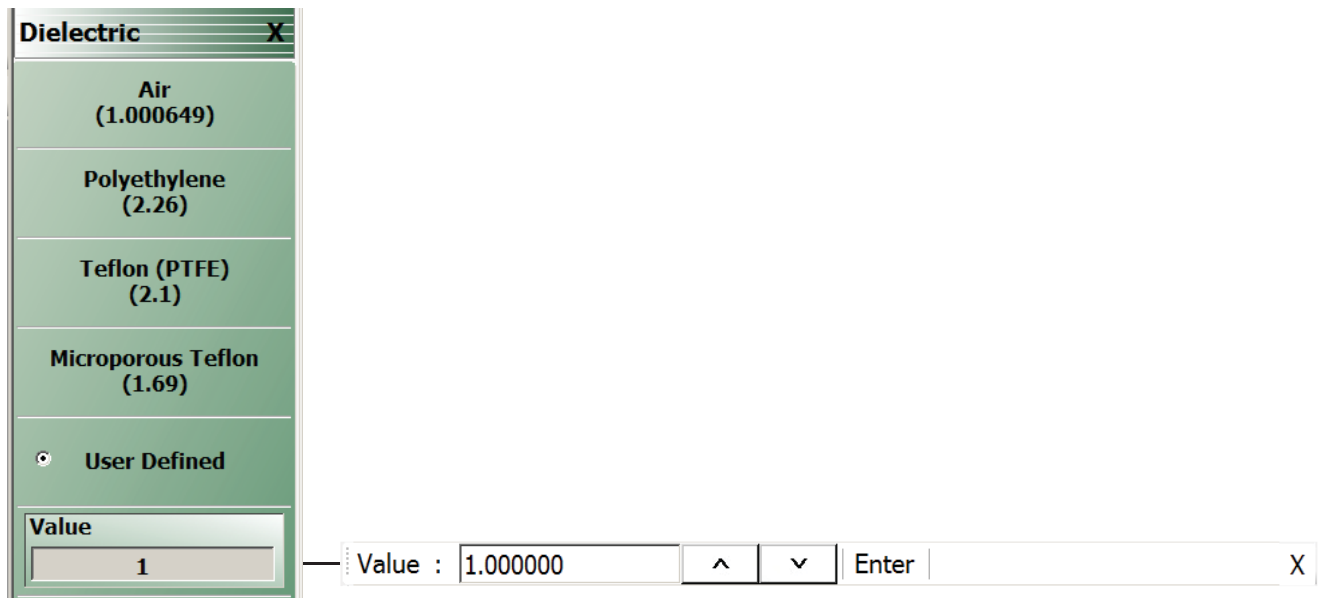 Dielectric X
Air
(1.000649)
Polyethylene
(2.26)
Teflon (PTFE)
(2.1)
Microporous Teflon
(1.69)
User Defined
Value
1
Value : 1.000000 ^ v Enter X